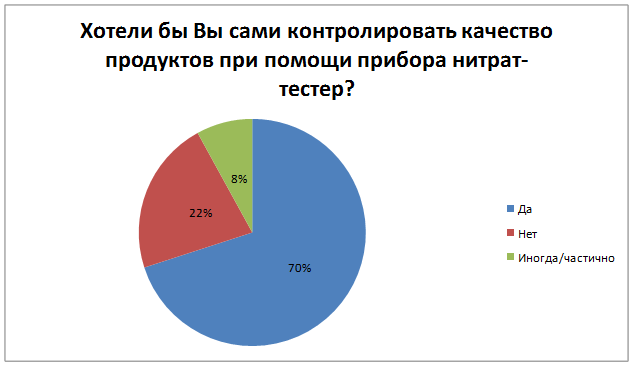 Хотели бы Вы сами контролировать качество
продуктов при помощи прибора нитрат-
тестер?
8%
22%
70%
Да
Нет
Иногда/частично